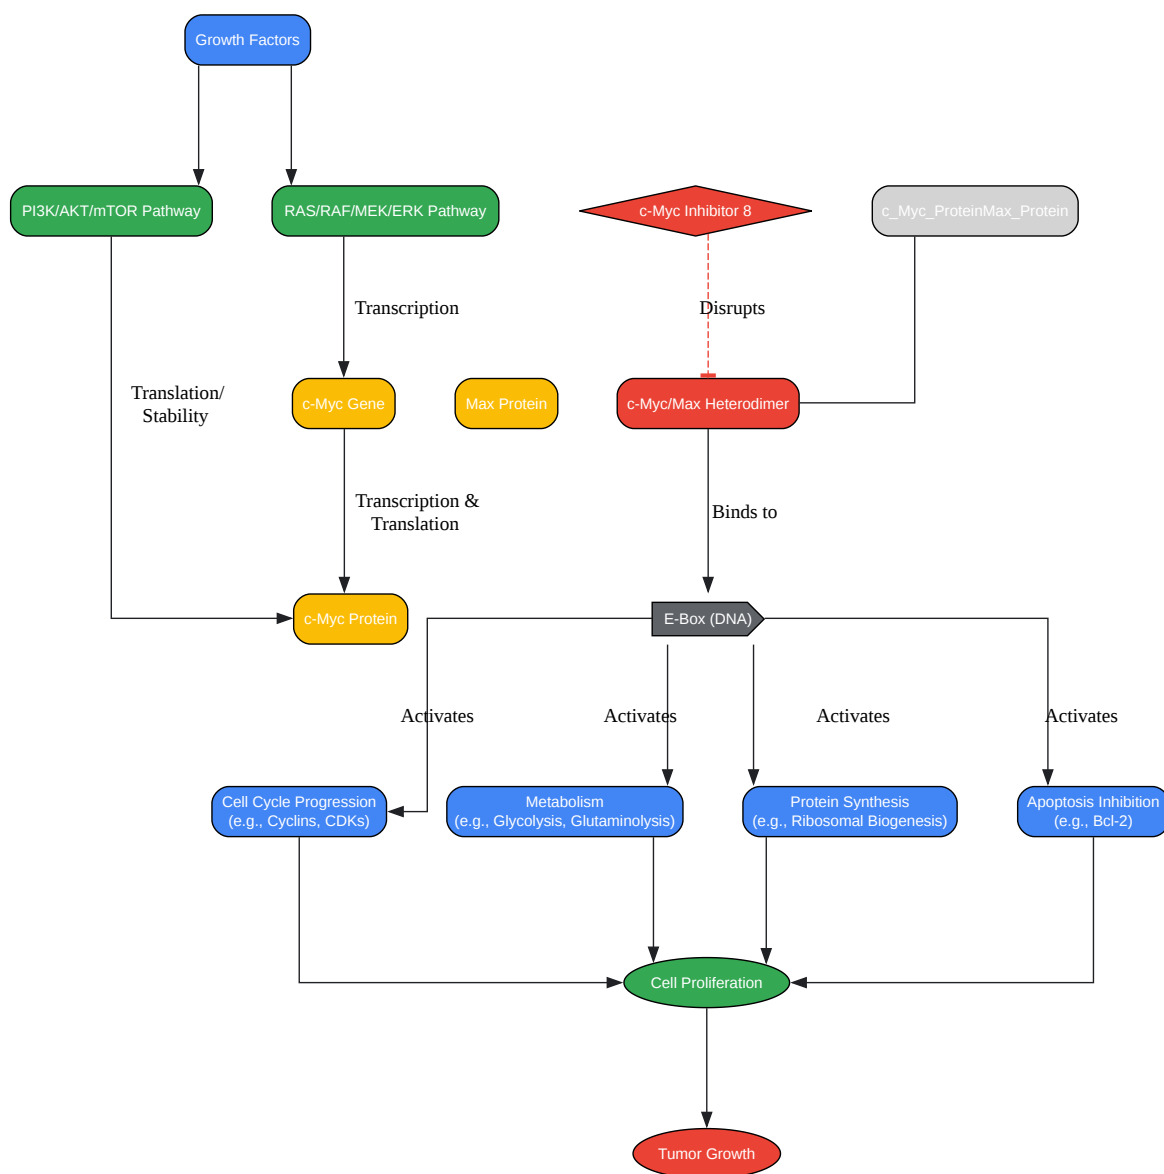 Growth Factors
PI3K/AKT/mTOR Pathway
RAS/RAF/MEK/ERK Pathway
c-Myc Inhibitor 8
c_Myc_ProteinMax_Protein
Transcription
Disrupts
Translation/
Stability
c-Myc Gene
Max Protein
c-Myc/Max Heterodimer
Transcription &
Translation
Binds to
c-Myc Protein
E-Box (DNA)
Activates
Activates
Activates
Activates
Cell Cycle Progression
(e.g., Cyclins, CDKs)
Metabolism
(e.g., Glycolysis, Glutaminolysis)
Protein Synthesis
(e.g., Ribosomal Biogenesis)
Apoptosis Inhibition
(e.g., Bcl-2)
Cell Proliferation
Tumor Growth